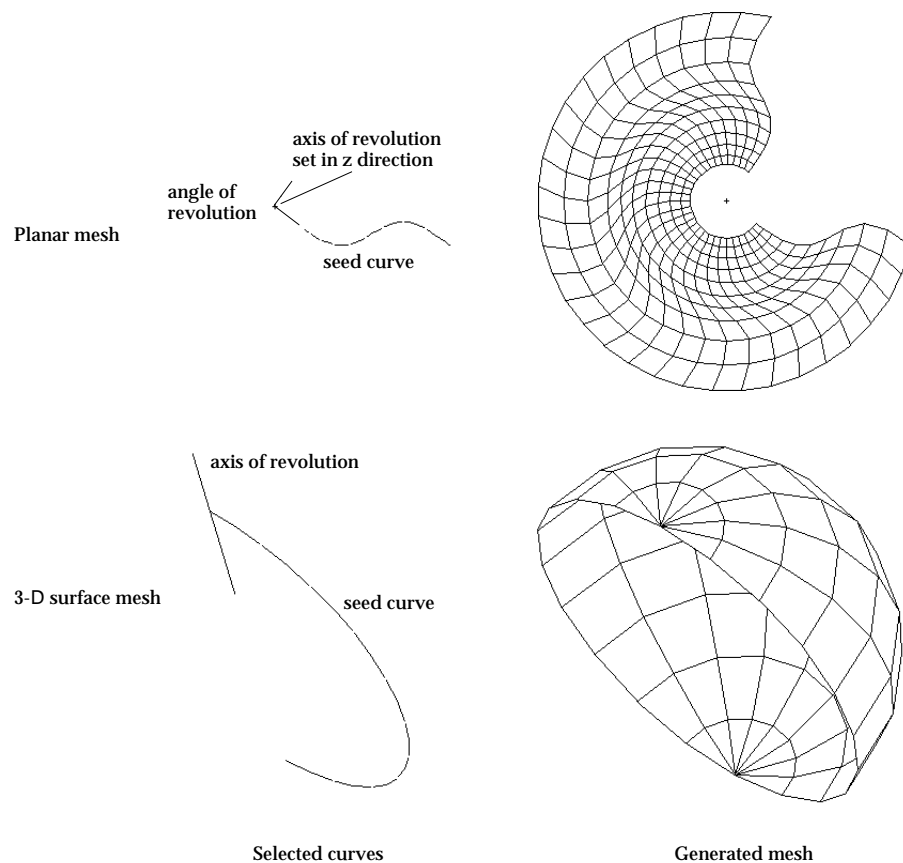 axis of revolution
set in z direction
angle of
revolution
Planar mesh
seed curve
axis of revolution
3-D surface mesh
seed curve
Selected curves
Generated mesh